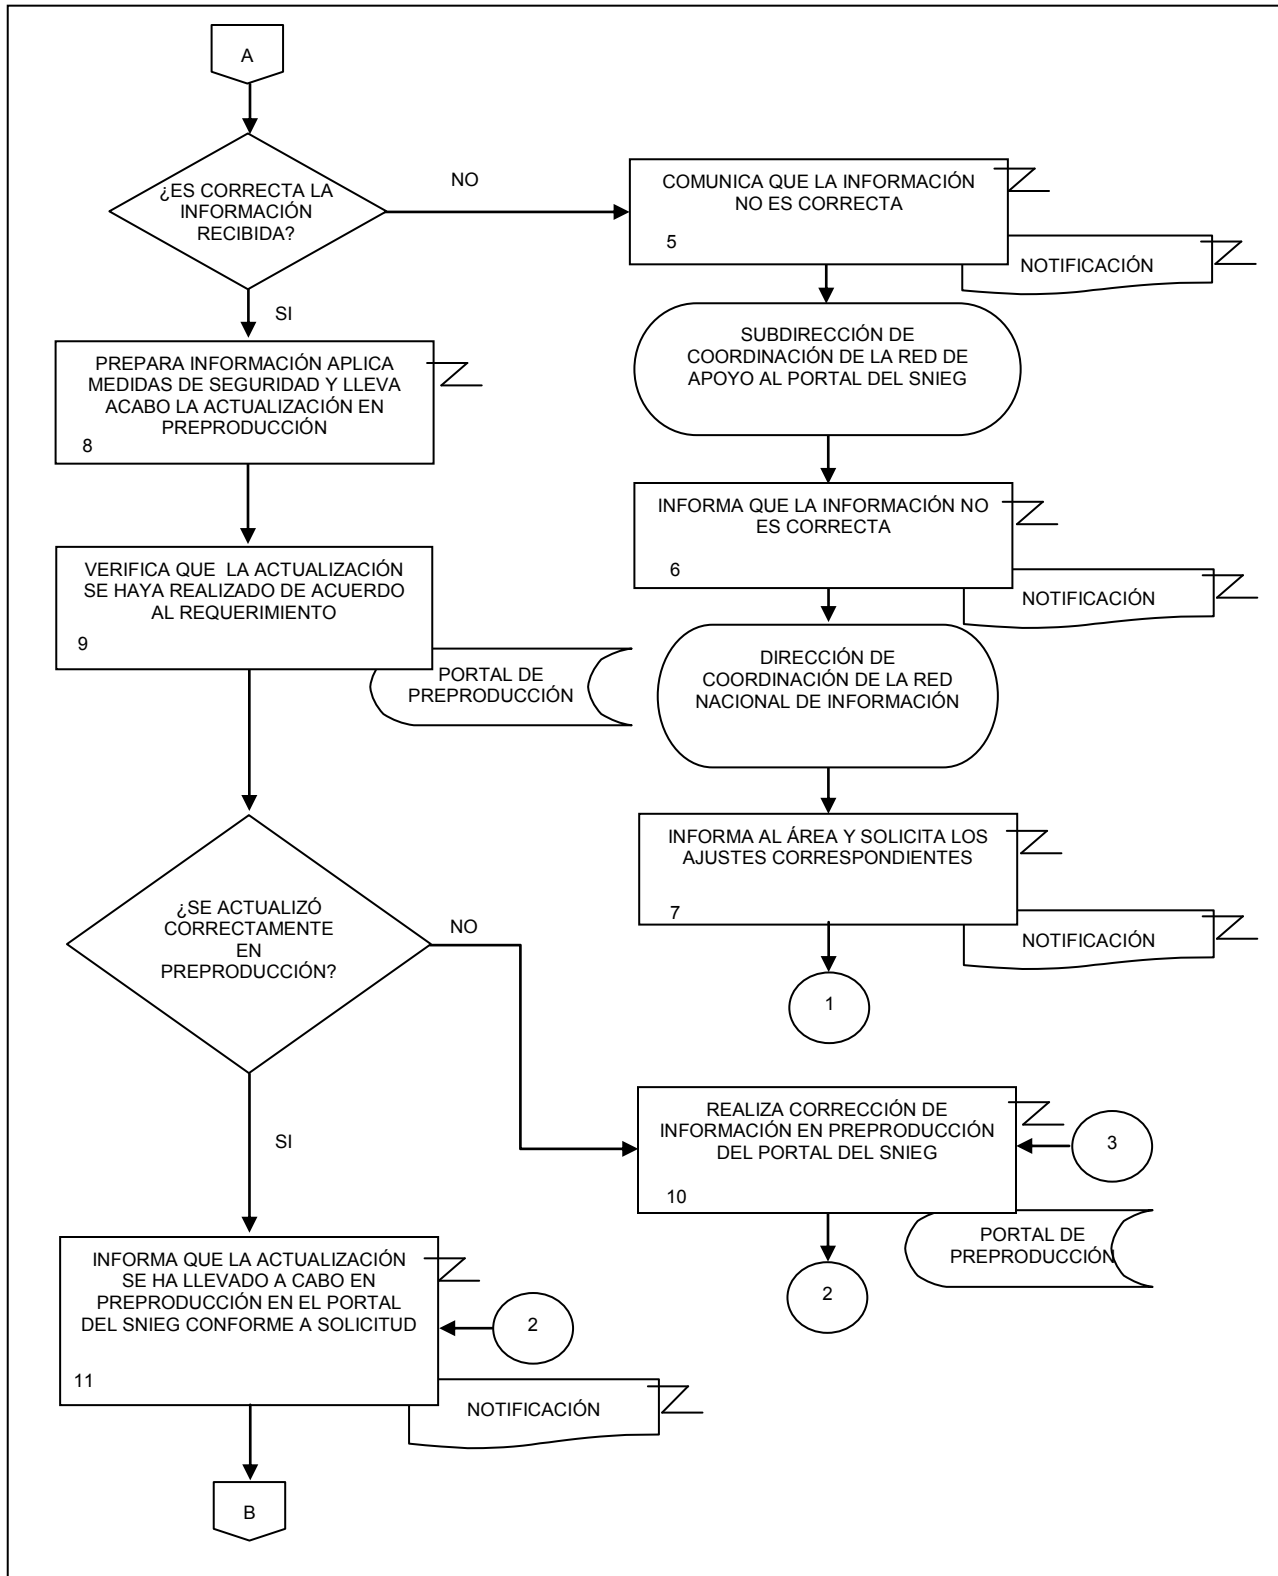 A
¿ES CORRECTA LA
INFORMACIÓN
RECIBIDA?
NO
SI
COMUNICA QUE LA INFORMACIÓN
NO ES CORRECTA
5
NOTIFICACIÓN
SUBDIRECCIÓN DE
COORDINACIÓN DE LA RED DE
APOYO AL PORTAL DEL SNIEG
INFORMA QUE LA INFORMACIÓN NO
ES CORRECTA
6
NOTIFICACIÓN
DIRECCIÓN DE
COORDINACIÓN DE LA RED
NACIONAL DE INFORMACIÓN
INFORMA AL ÁREA Y SOLICITA LOS
AJUSTES CORRESPONDIENTES
7
NOTIFICACIÓN
1
PREPARA INFORMACIÓN APLICA
MEDIDAS DE SEGURIDAD Y LLEVA
ACABO LA ACTUALIZACIÓN EN
PREPRODUCCIÓN
8
VERIFICA QUE  LA ACTUALIZACIÓN
SE HAYA REALIZADO DE ACUERDO
AL REQUERIMIENTO
9
PORTAL DE
PREPRODUCCIÓN
¿SE ACTUALIZÓ
CORRECTAMENTE
EN
PREPRODUCCIÓN?
NO
SI
REALIZA CORRECCIÓN DE
INFORMACIÓN EN PREPRODUCCIÓN
DEL PORTAL DEL SNIEG
10
3
PORTAL DE
PREPRODUCCIÓN
2
INFORMA QUE LA ACTUALIZACIÓN
SE HA LLEVADO A CABO EN
PREPRODUCCIÓN EN EL PORTAL
DEL SNIEG CONFORME A SOLICITUD
11
2
NOTIFICACIÓN
B